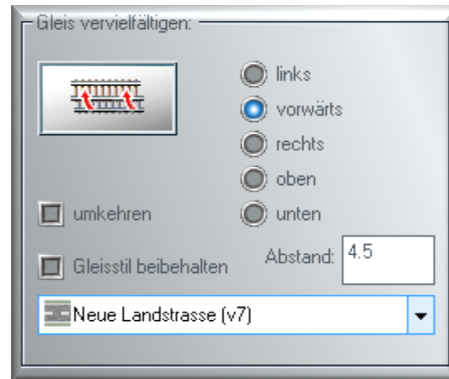 Gleis vervielfältigen:
links
vorwärts
rechts
oben
umkehren
unten
Gleisstil beibehalten
Abstand: 4.5
Neue Landstrasse (v7)